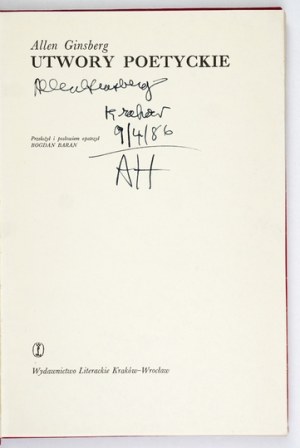 Allen Ginsberg
UTWORY POETYCKIE
Allen Ginsberg
Krakow
9/4/86
AH
Przełożył i posłowiem opatrzył
BOGDAN BARAN
Wydawnictwo Literackie Kraków–Wrocław